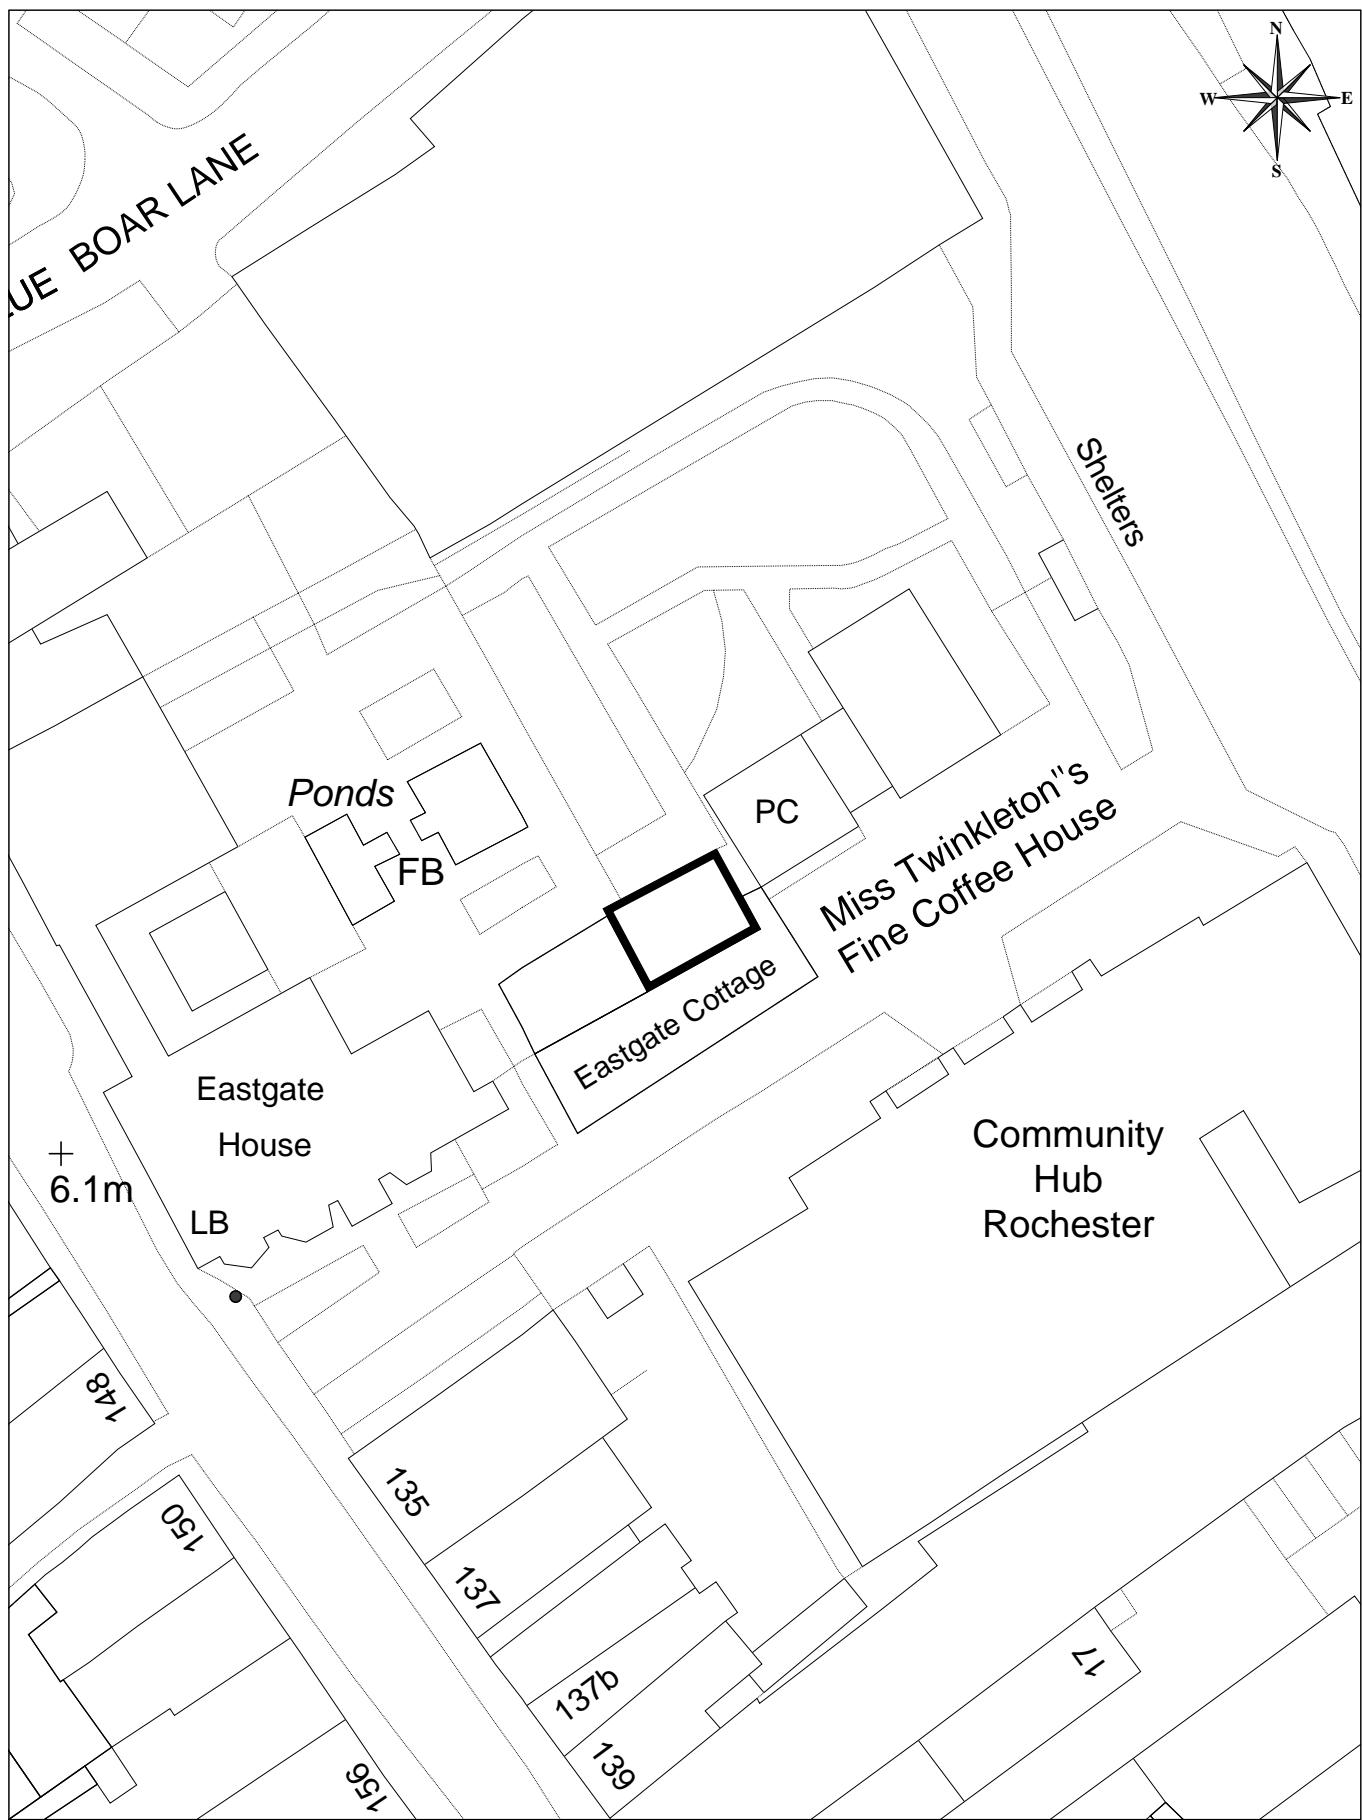 N
W E
S
LUE BOAR LANE
Shelters
Ponds
FB
PC
Miss Twinkleton"s
Fine Coffee House
Eastgate Cottage
Eastgate
House
LB
6.1m
Community
Hub
Rochester
148
150
135
137
137b
139
156
17